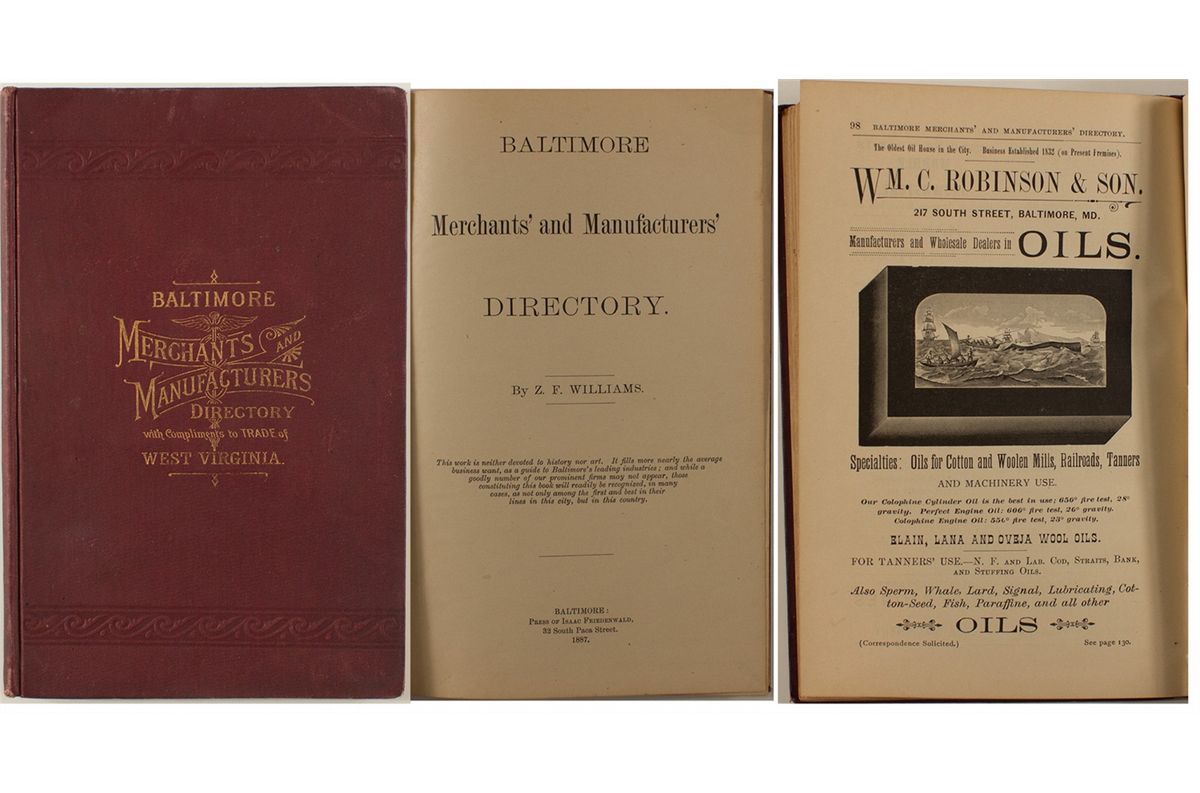 BALTIMORE
MERCHANTS AND
MANUFACTURERS
DIRECTORY
with Compliments to TRADE of
WEST VIRGINIA.
BALTIMORE
Merchants' and Manufacturers'
DIRECTORY.
By Z. F. WILLIAMS.
This work is neither devoted to history nor art. It fills more nearly the average
business want, as a guide to Baltimore's leading industries; and while a
goodly number of our prominent firms may not appear, those
constituting this book will readily be recognized, in many
cases, as not only among the first and best in their
lines in this city, but in this country.
BALTIMORE:
PRESS OF ISAAC FRIEDENWALD,
32 South Paca Street.
1887.
98 BALTIMORE MERCHANTS' AND MANUFACTURERS' DIRECTORY.
The Oldest Oil House in the City. Business Established 1832 (on Present Premises).
WM. C. ROBINSON & SON.
217 SOUTH STREET, BALTIMORE, MD.
Manufacturers and Wholesale Dealers in OILS.
Specialties: Oils for Cotton and Woolen Mills, Railroads, Tanners
AND MACHINERY USE.
Our Colophine Cylinder Oil is the best in use; 650° fire test, 28°
gravity. Perfect Engine Oil: 600° fire test, 26° gravity.
Colophine Engine Oil: 550° fire test, 23° gravity.
ELAIN, LANA AND OVEJA WOOL OILS.
FOR TANNERS' USE.—N. F. AND LAB. COD, STRAITS, BANK,
AND STUFFING OILS.
Also Sperm, Whale, Lard, Signal, Lubricating, Cot-
ton-Seed, Fish, Paraffine, and all other
OILS
(Correspondence Solicited.) See page 130.